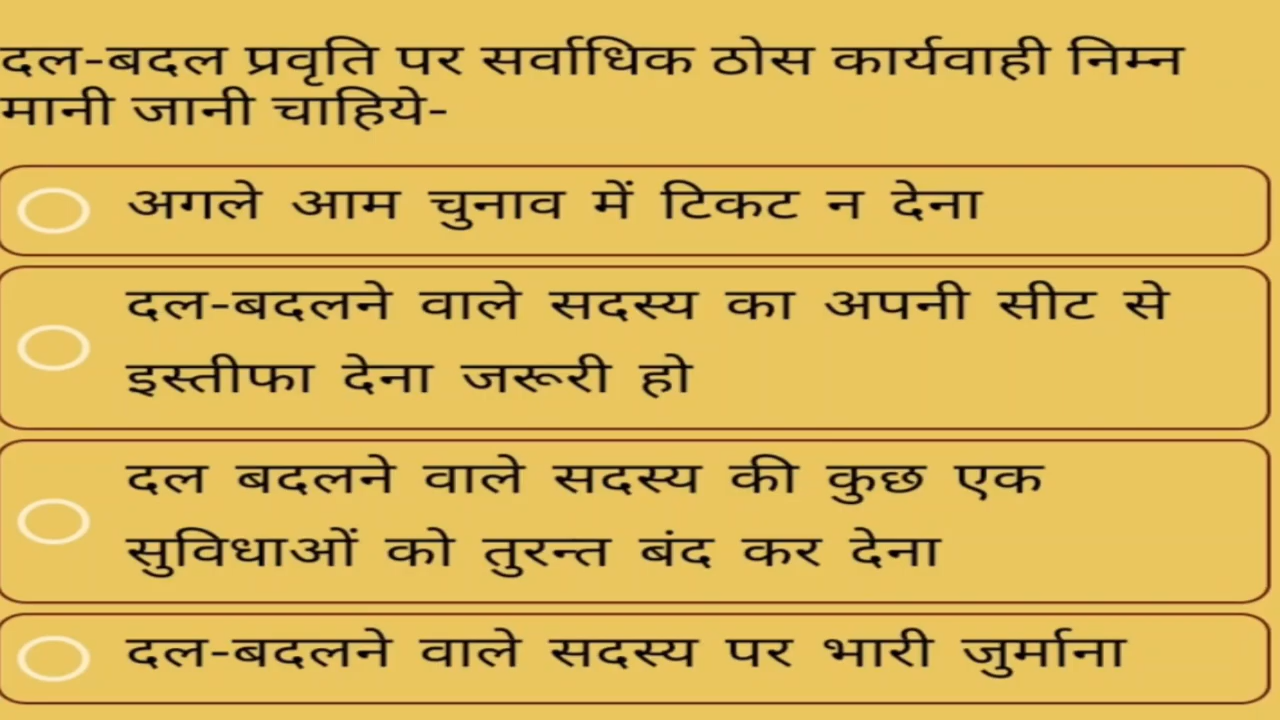 दल-बदल प्रवृति पर सर्वाधिक ठोस कार्यवाही निम्न
मानी जानी चाहिये-
अगले आम चुनाव में टिकट न देना
दल-बदलने वाले सदस्य का अपनी सीट से
इस्तीफा देना जरूरी हो
दल बदलने वाले सदस्य की कुछ एक
सुविधाओं को तुरन्त बंद कर देना
दल-बदलने वाले सदस्य पर भारी जुर्माना